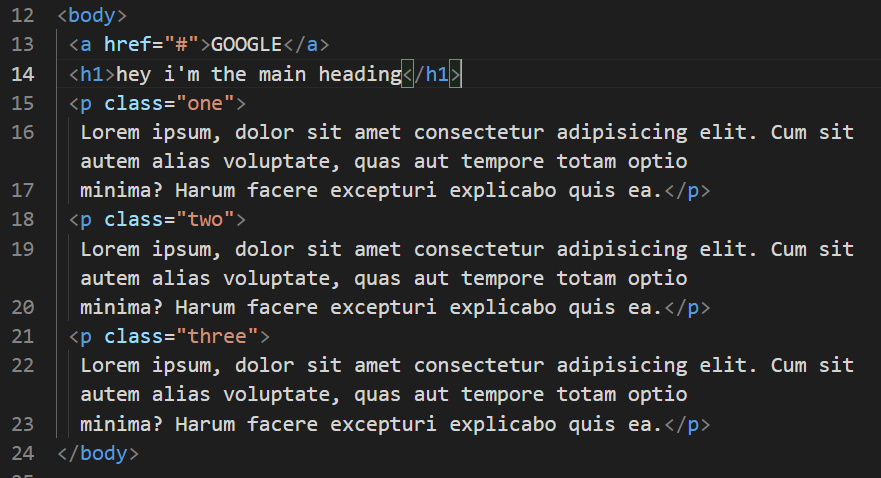 12 <body>
13 <a href="#">GOOGLE</a>
14 <h1>hey i'm the main heading</h1>
15 <p class="one">
16 Lorem ipsum, dolor sit amet consectetur adipisicing elit. Cum sit
autem alias voluptate, quas aut tempore totam optio
17 minima? Harum facere excepturi explicabo quis ea.</p>
18 <p class="two">
19 Lorem ipsum, dolor sit amet consectetur adipisicing elit. Cum sit
autem alias voluptate, quas aut tempore totam optio
20 minima? Harum facere excepturi explicabo quis ea.</p>
21 <p class="three">
22 Lorem ipsum, dolor sit amet consectetur adipisicing elit. Cum sit
autem alias voluptate, quas aut tempore totam optio
23 minima? Harum facere excepturi explicabo quis ea.</p>
24 </body>